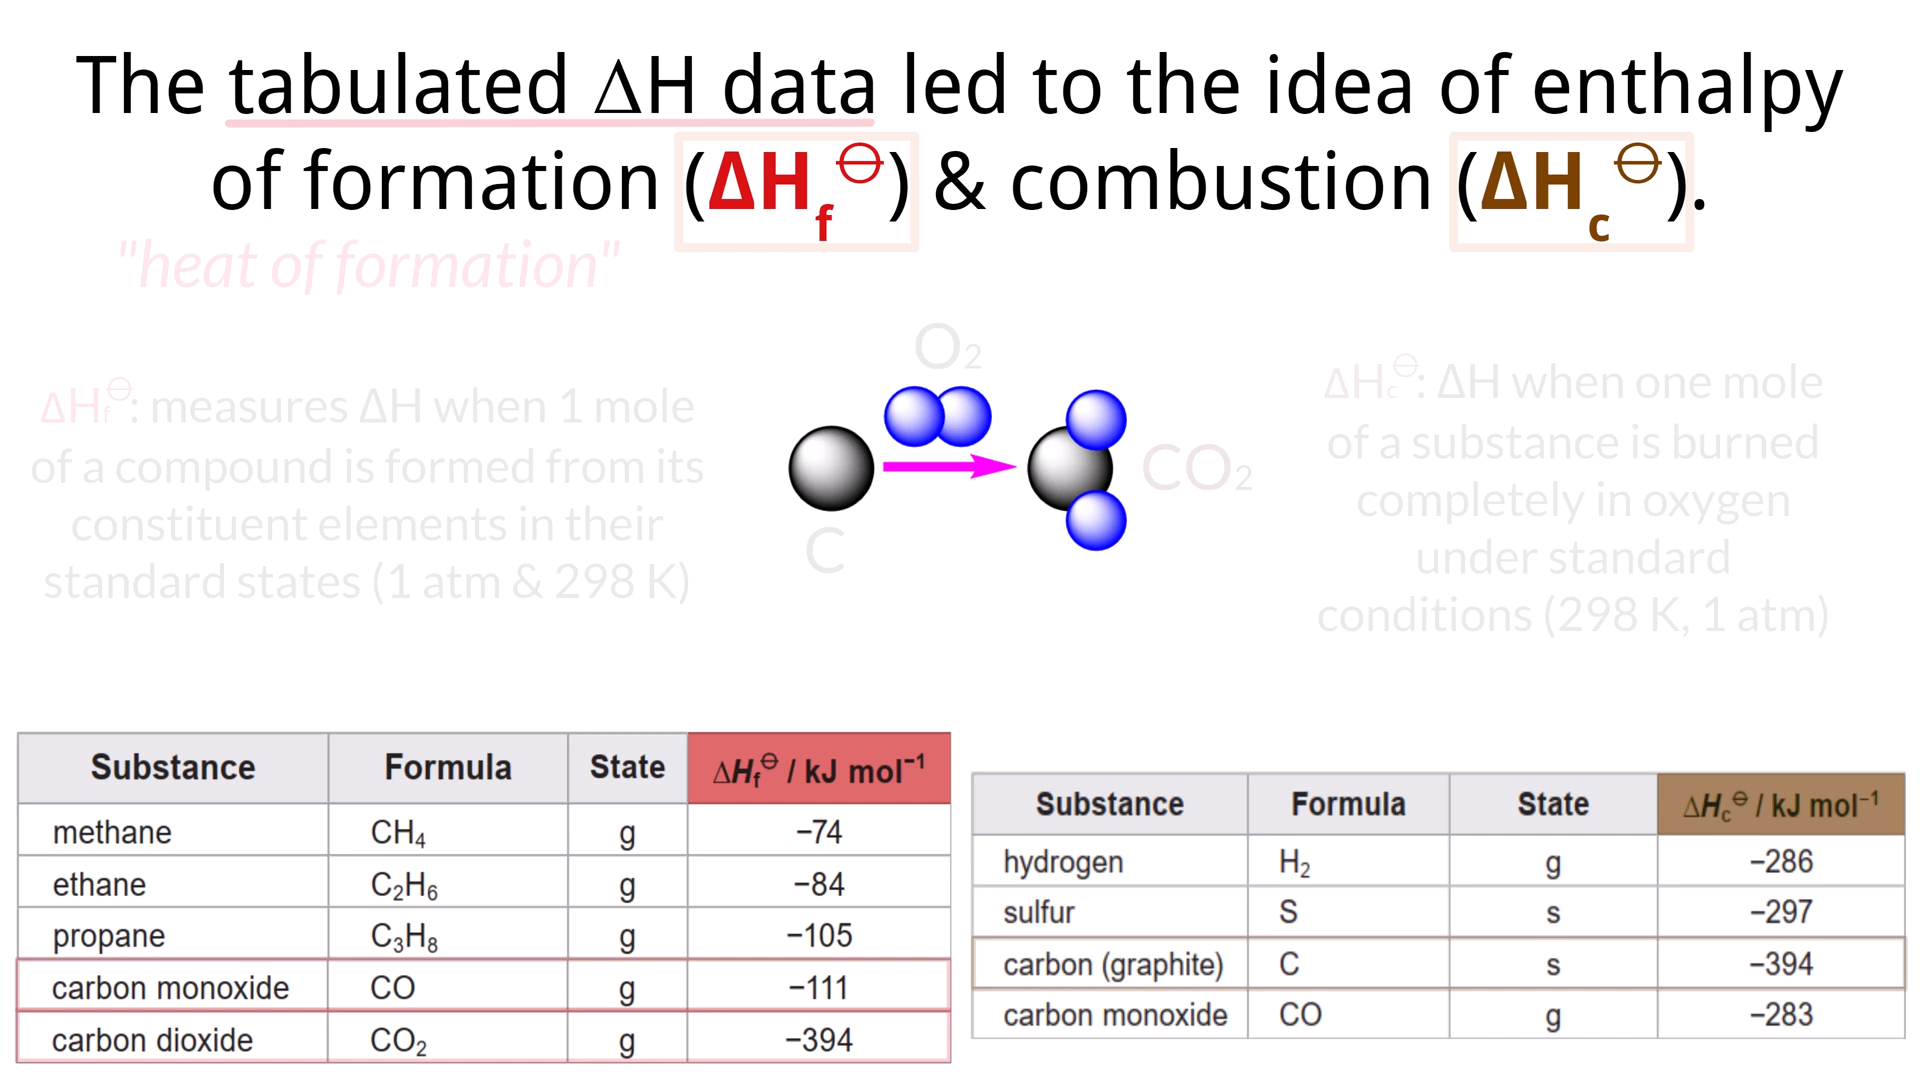 The tabulated ΔH data led to the idea of enthalpy
of formation (ΔHf⦵) & combustion (ΔHc⦵).
"heat of formation"
ΔHf⦵: measures ΔH when 1 mole
of a compound is formed from its
constituent elements in their
standard states (1 atm & 298 K)
O₂
C
CO₂
ΔHc⦵: ΔH when one mole
of a substance is burned
completely in oxygen
under standard
conditions (298 K, 1 atm)
Substance Formula State ΔHf⦵ / kJ mol⁻¹
methane CH₄ g −74
ethane C₂H₆ g −84
propane C₃H₈ g −105
carbon monoxide CO g −111
carbon dioxide CO₂ g −394
Substance Formula State ΔHc⦵ / kJ mol⁻¹
hydrogen H₂ g −286
sulfur S s −297
carbon (graphite) C s −394
carbon monoxide CO g −283